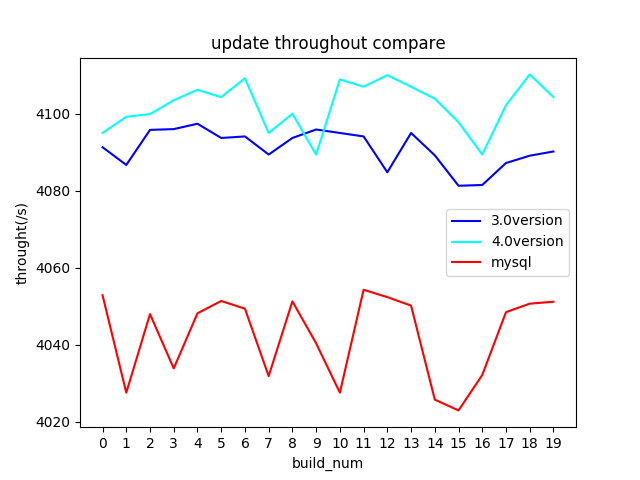 update throughout compare
throught(/s)
4100
4080
4060
4040
4020
3.0version
4.0version
mysql
0 1 2 3 4 5 6 7 8 9 10 11 12 13 14 15 16 17 18 19
build_num